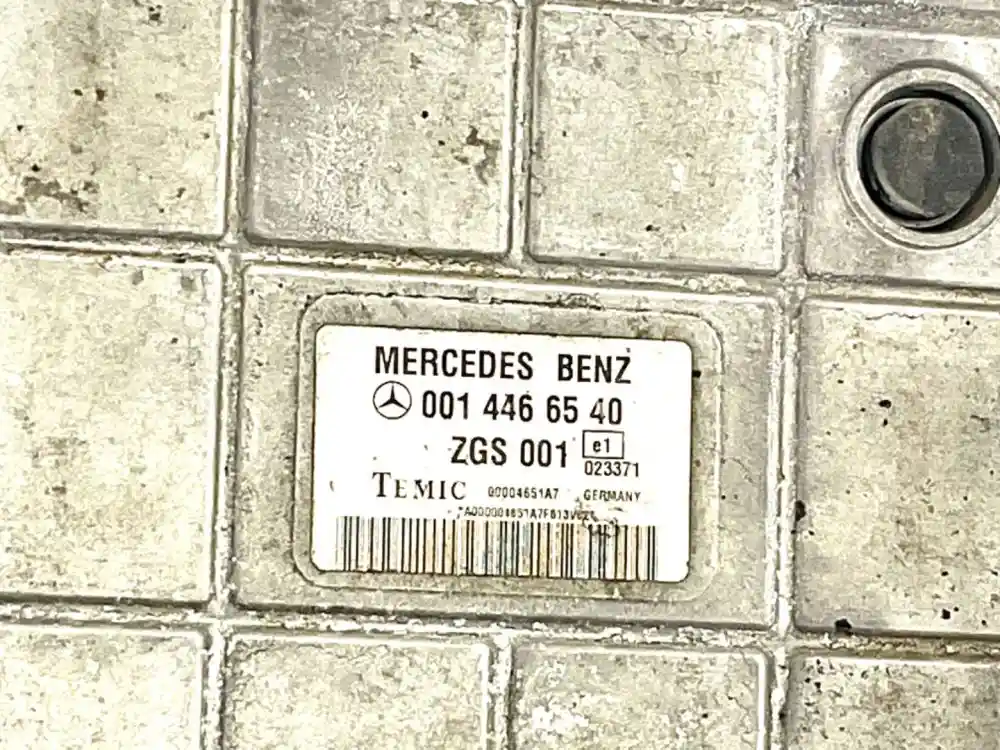 MERCEDES BENZ
001 446 65 40
ZGS 001 e1
023371
TEMIC 00004651A7 GERMANY